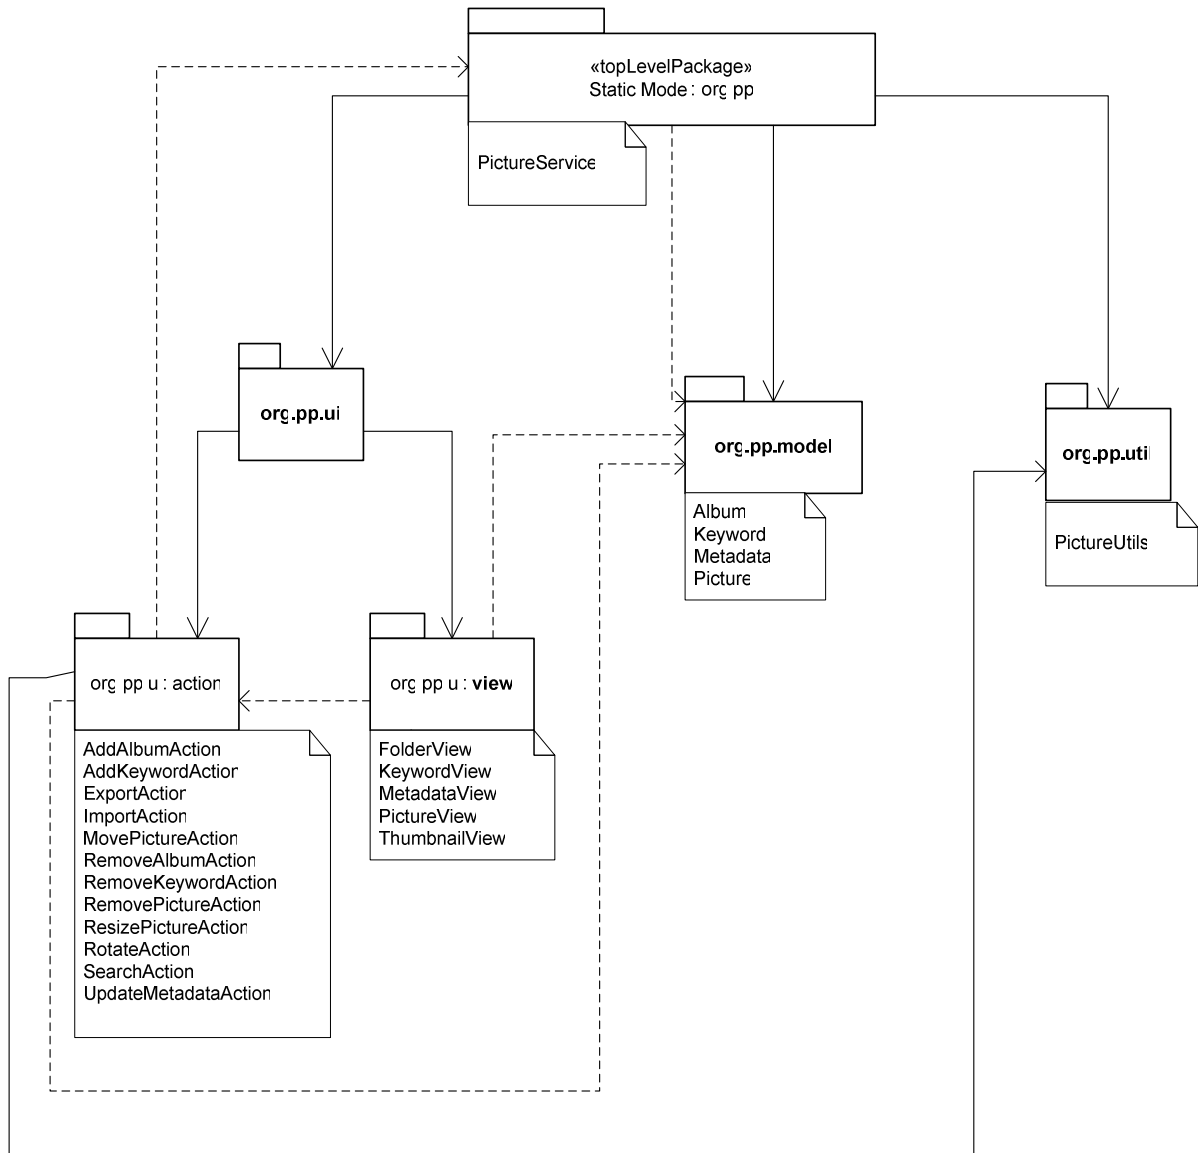 «topLevelPackage»
Static Mode : org pp
PictureService
org.pp.ui
org.pp.model
org.pp.util
Album
Keyword
Metadata
Picture
PictureUtils
org pp u : action
org pp u : view
AddAlbumAction
AddKeywordAction
ExportAction
ImportAction
MovePictureAction
RemoveAlbumAction
RemoveKeywordAction
RemovePictureAction
ResizePictureAction
RotateAction
SearchAction
UpdateMetadataAction
FolderView
KeywordView
MetadataView
PictureView
ThumbnailView